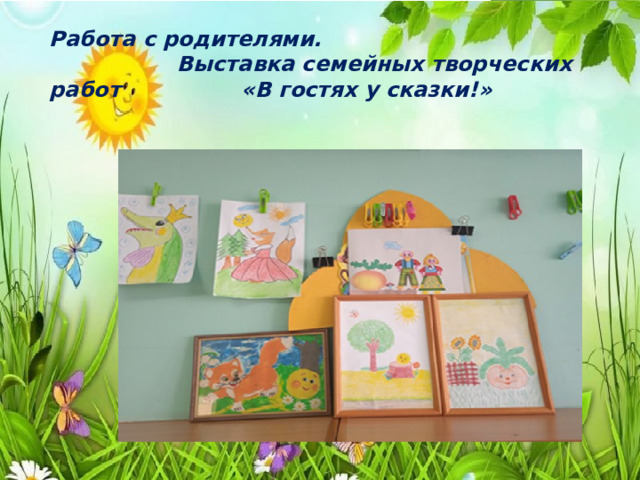 Работа с родителями.
Выставка семейных творческих
работ «В гостях у сказки!»